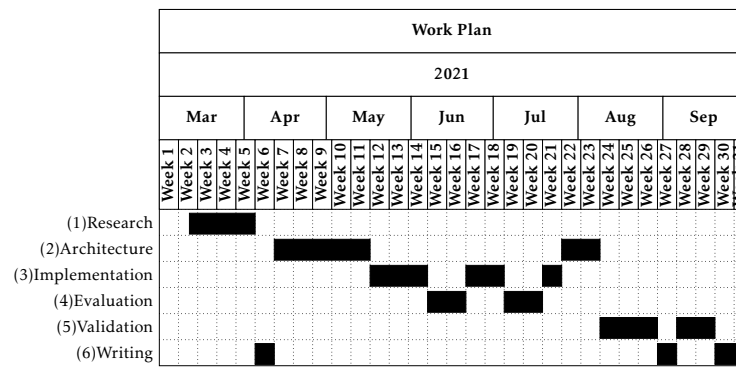 Work Plan
2021
Mar Apr May Jun Jul Aug Sep
Week 1 Week 2 Week 3 Week 4 Week 5 Week 6 Week 7 Week 8 Week 9 Week 10 Week 11 Week 12 Week 13 Week 14 Week 15 Week 16 Week 17 Week 18 Week 19 Week 20 Week 21 Week 22 Week 23 Week 24 Week 25 Week 26 Week 27 Week 28 Week 29 Week 30
(1)Research
(2)Architecture
(3)Implementation
(4)Evaluation
(5)Validation
(6)Writing